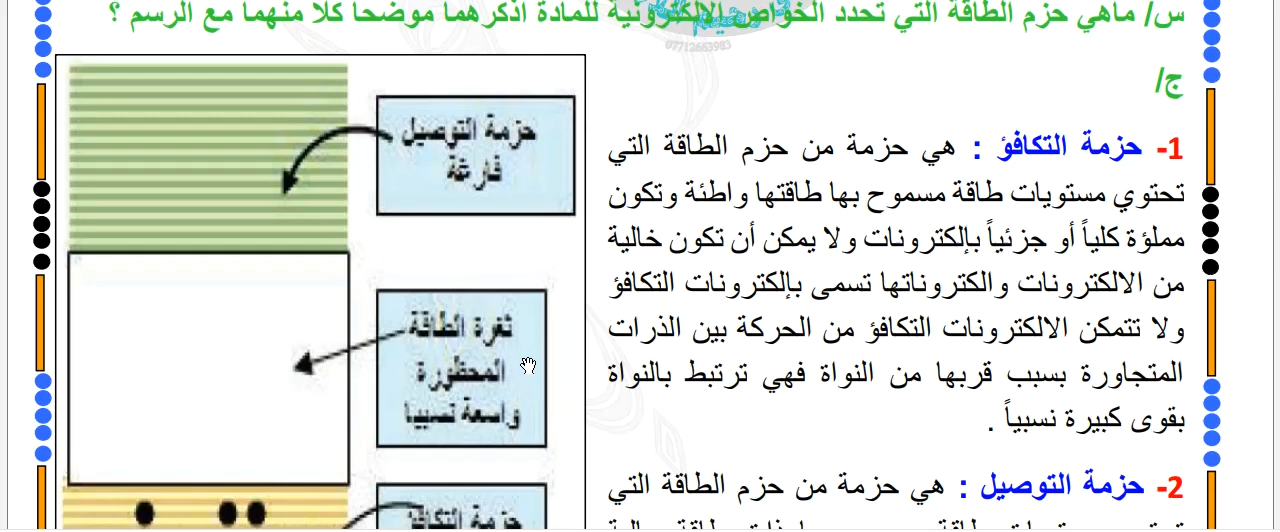 س/ ماهي حزم الطاقة التي تحدد الخواص الالكترونية للمادة اذكرهما موضحا كلا منهما مع الرسم ؟
07712663983
ج/
1- حزمة التكافؤ : هي حزمة من حزم الطاقة التي
تحتوي مستويات طاقة مسموح بها طاقتها واطئة وتكون
مملؤة كلياً أو جزئياً بإلكترونات ولا يمكن أن تكون خالية
من الالكترونات والكتروناتها تسمى بإلكترونات التكافؤ
ولا تتمكن الالكترونات التكافؤ من الحركة بين الذرات
المتجاورة بسبب قربها من النواة فهي ترتبط بالنواة
بقوى كبيرة نسبياً .
2- حزمة التوصيل : هي حزمة من حزم الطاقة التي
حزمة التوصيل
فارغة
ثغرة الطاقة
المحظورة
واسعة نسبيا
حزمة التكافؤ